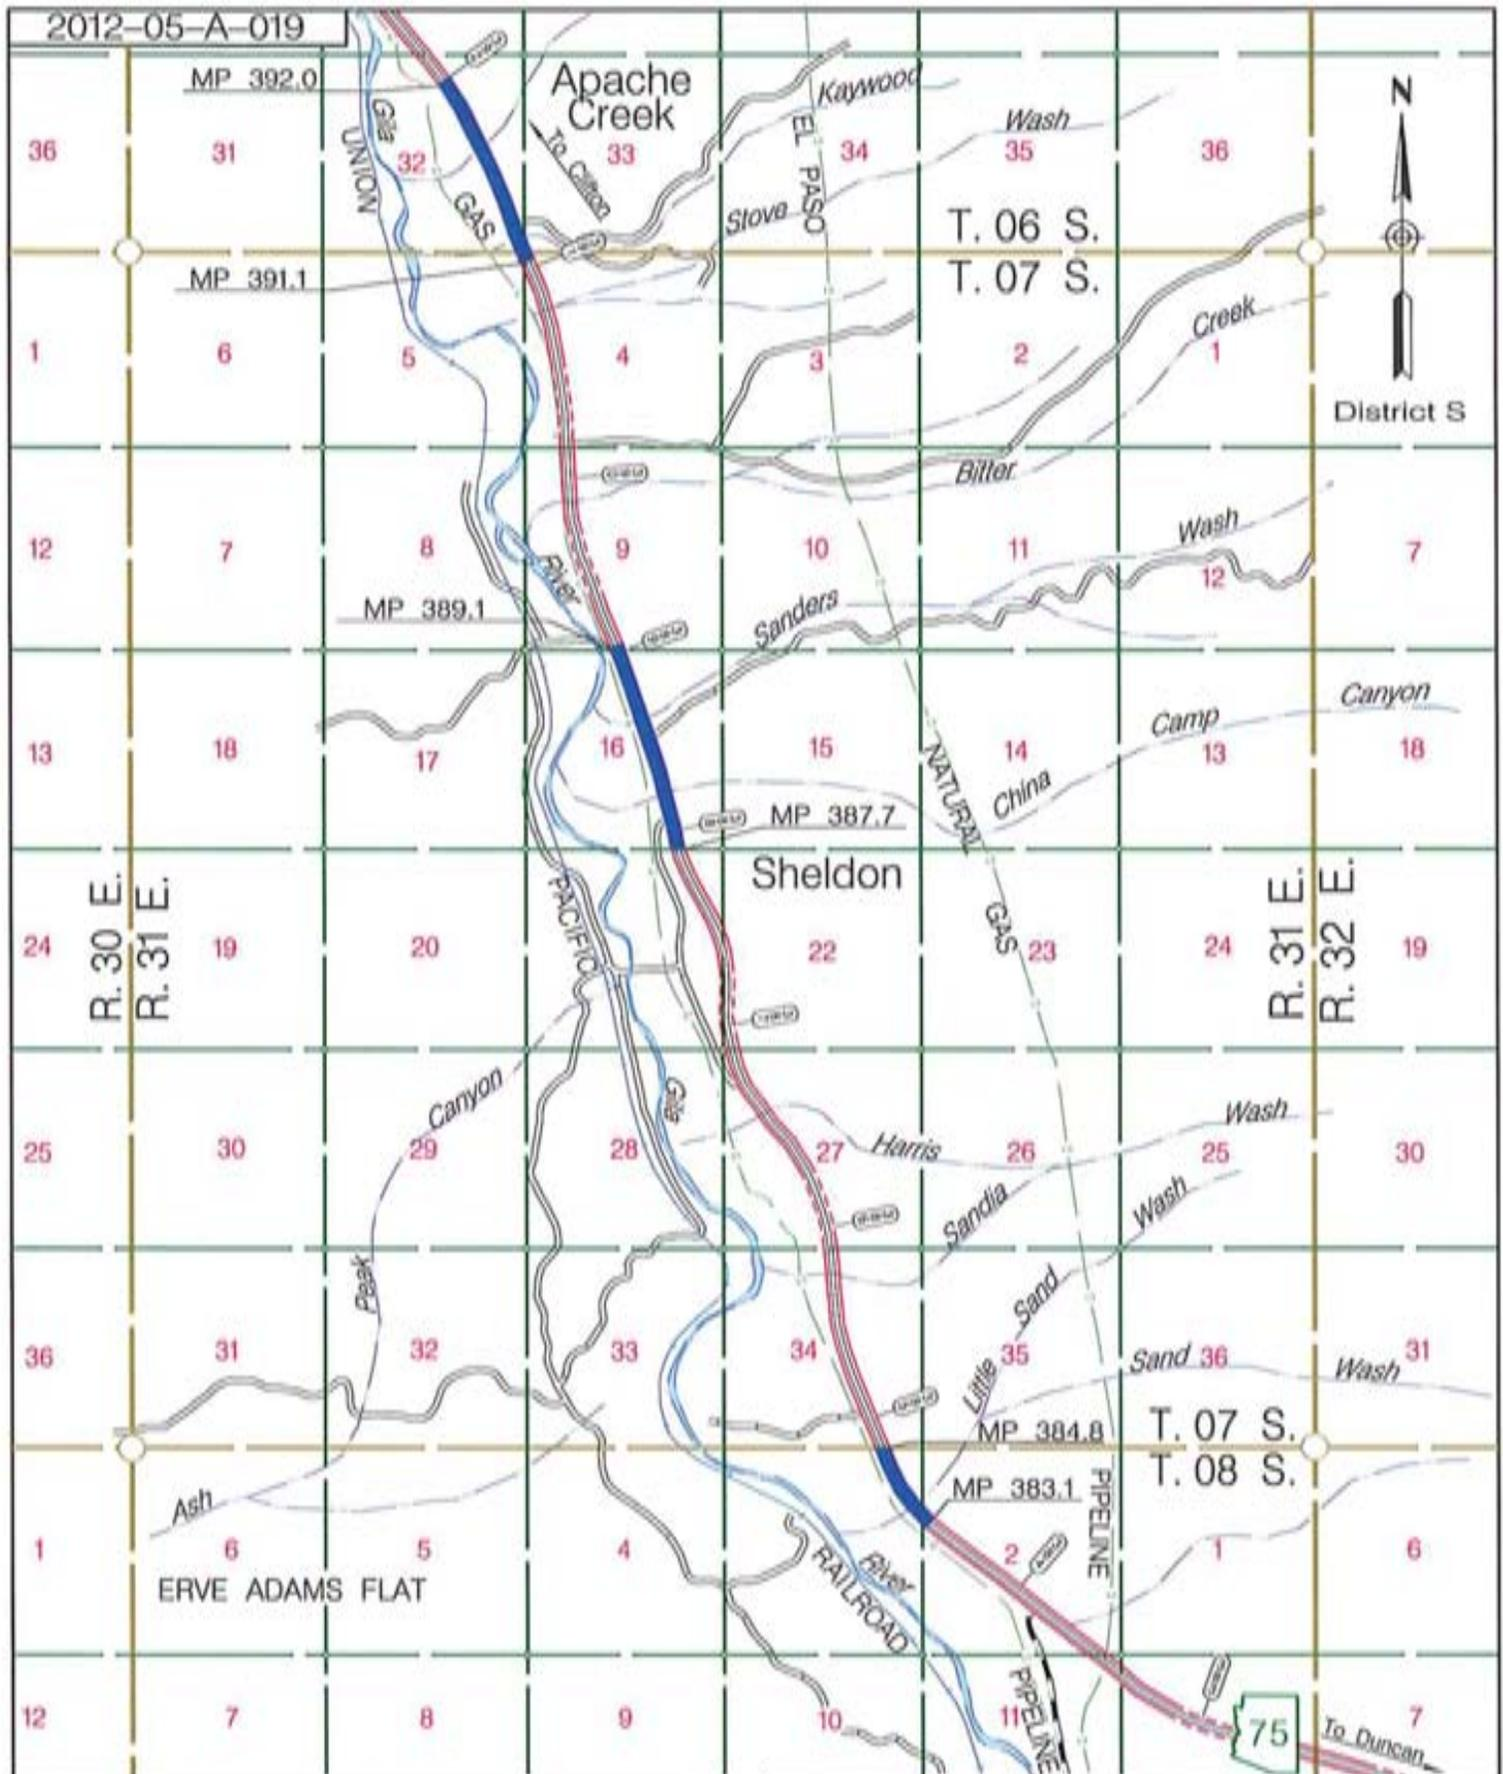 2012-05-A-019
MP 392.0
Apache
Creek
Kaywood
N
Gila
UNION
To Clifton
EL PASO
Wash
36 31 32 33 34 35 36
GAS
Stove
T. 06 S.
MP 391.1
T. 07 S.
Creek
1 6 5 4 3 2 1
District S
Bitter
Wash
12 7 8 River 9 10 11 12 7
MP 389.1
Sanders
Canyon
Camp
13 18 17 16 15 14 13 18
NATURAL
China
MP 387.7
Sheldon
R. 30 E.
R. 31 E.
PACIFIC
R. 31 E.
R. 32 E.
GAS
24 19 20 22 23 24 19
Canyon
Gila
Wash
25 30 29 28 27 Harris 26 25 30
Sandia
Wash
Peak
Sand
36 31 32 33 34 Little 35 Sand 36 Wash 31
MP 384.8
T. 07 S.
T. 08 S.
MP 383.1
PIPELINE
Ash
1 6 5 4 2 1 6
ERVE ADAMS FLAT
RAILROAD
River
PIPELINE
12 7 8 9 10 11 7
75
To Duncan